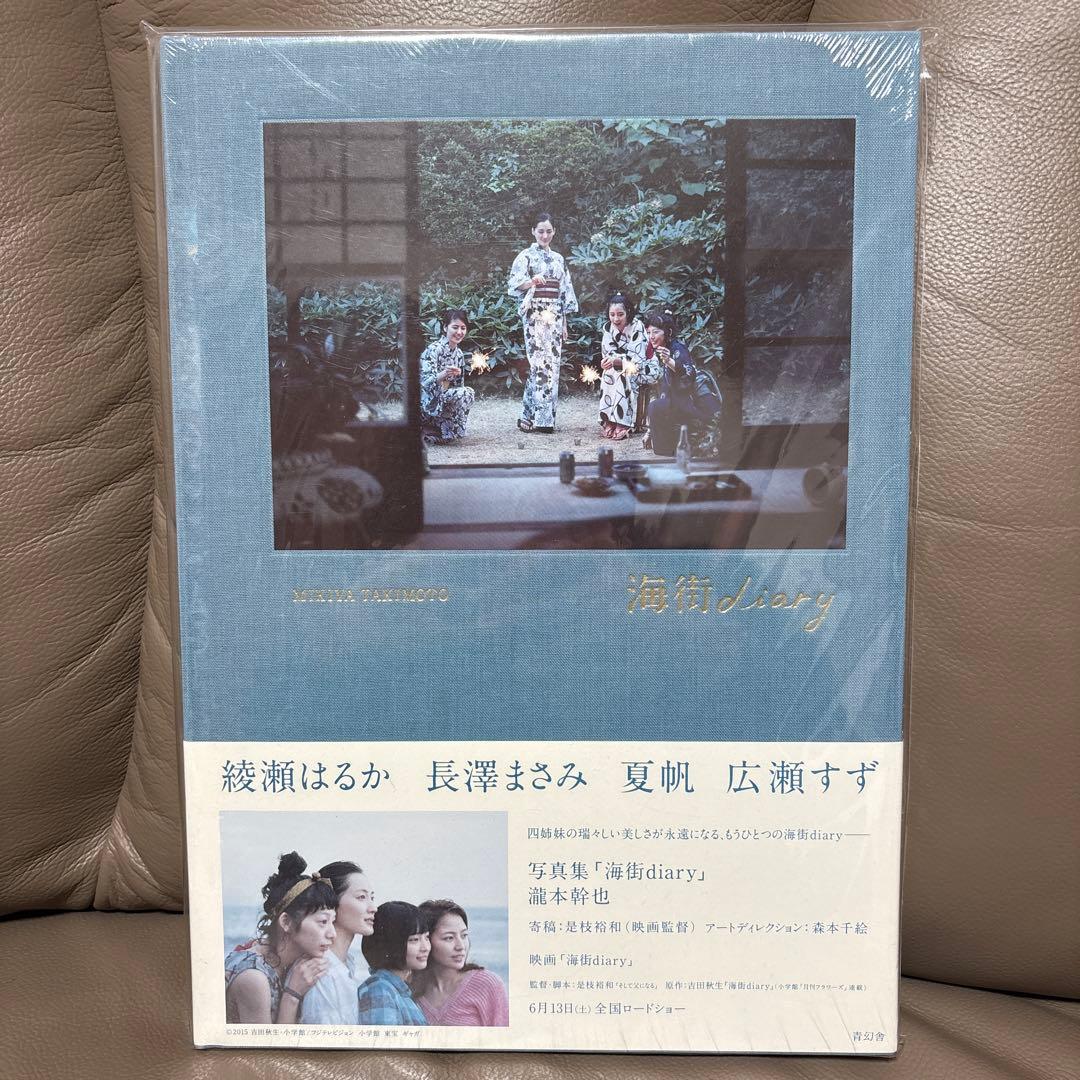 MIKIYA TAKIMOTO
海街diary
綾瀬はるか 長澤まさみ 夏帆 広瀬すず
四姉妹の瑞々しい美しさが永遠になる、もうひとつの海街diary──
写真集「海街diary」
瀧本幹也
寄稿:是枝裕和(映画監督) アートディレクション:森本千絵
映画「海街diary」
監督・脚本:是枝裕和『そして父になる』 原作:吉田秋生『海街diary』(小学館『月刊フラワーズ』連載)
6月13日(土) 全国ロードショー
©2015 吉田秋生・小学館/フジテレビジョン 小学館 東宝 ギャガ
青幻舎